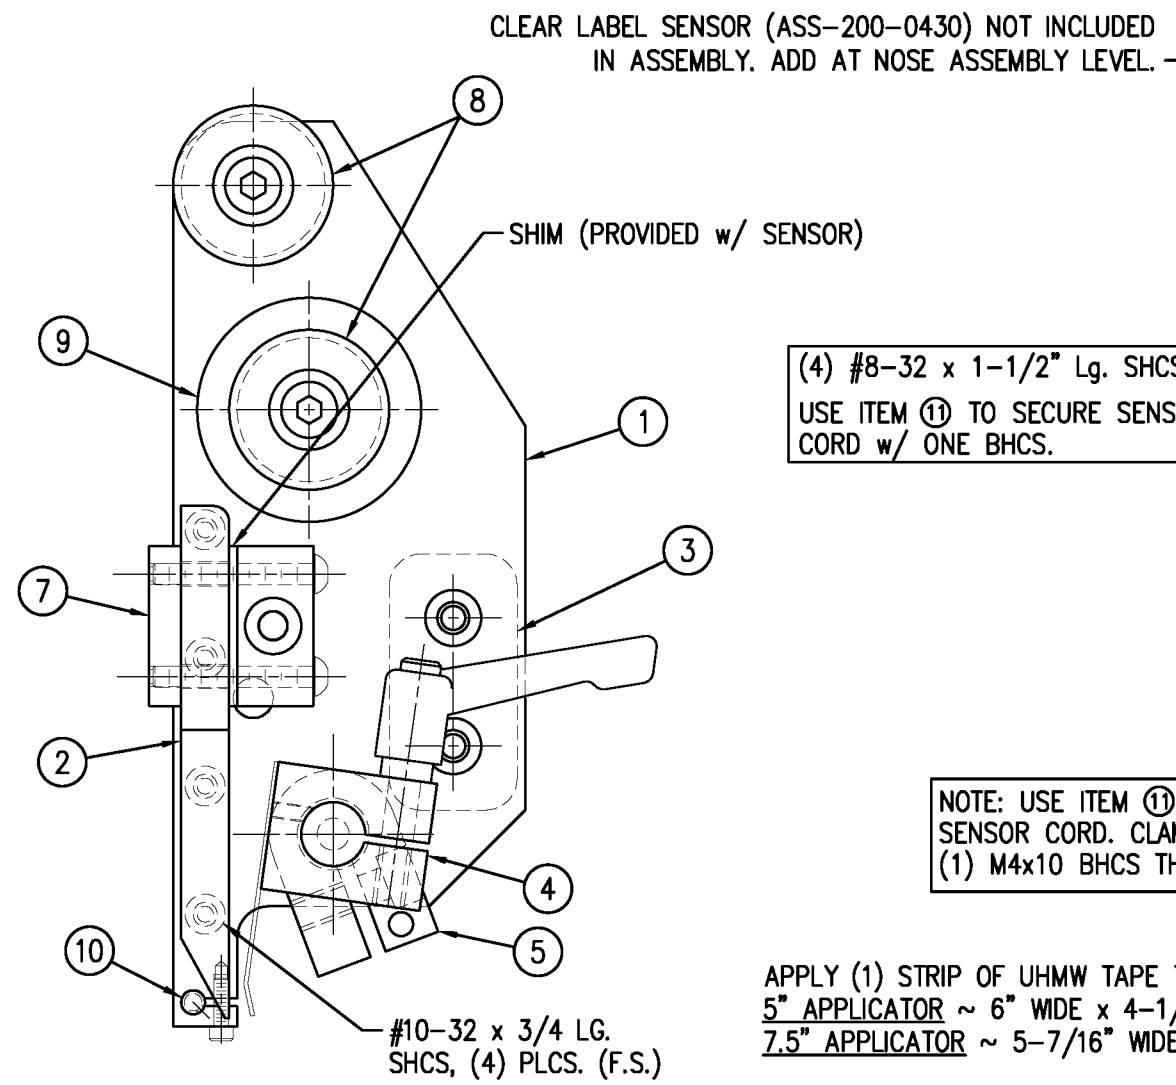 CLEAR LABEL SENSOR (ASS-200-0430) NOT INCLUDED
IN ASSEMBLY. ADD AT NOSE ASSEMBLY LEVEL.
8
SHIM (PROVIDED w/ SENSOR)
9
(4) #8-32 x 1-1/2" Lg. SHCS
USE ITEM 11 TO SECURE SENS
CORD w/ ONE BHCS.
1
3
7
2
NOTE: USE ITEM 11
SENSOR CORD. CLAM
(1) M4x10 BHCS TH
4
10
5
APPLY (1) STRIP OF UHMW TAPE
5" APPLICATOR ~ 6" WIDE x 4-1/
7.5" APPLICATOR ~ 5-7/16" WIDE
#10-32 x 3/4 LG.
SHCS, (4) PLCS. (F.S.)